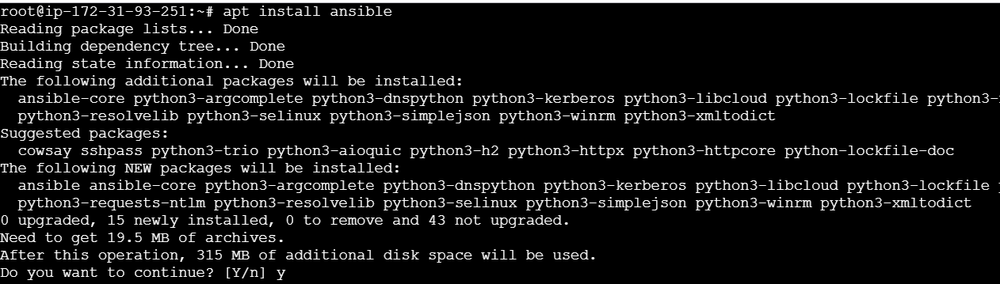 root@ip-172-31-93-251:~# apt install ansible
Reading package lists... Done
Building dependency tree... Done
Reading state information... Done
The following additional packages will be installed:
  ansible-core python3-argcomplete python3-dnspython python3-kerberos python3-libcloud python3-lockfile python3-
  python3-resolvelib python3-selinux python3-simplejson python3-winrm python3-xmltodict
Suggested packages:
  cowsay sshpass python3-trio python3-aioquic python3-h2 python3-httpx python3-httpcore python-lockfile-doc
The following NEW packages will be installed:
  ansible ansible-core python3-argcomplete python3-dnspython python3-kerberos python3-libcloud python3-lockfile
  python3-requests-ntlm python3-resolvelib python3-selinux python3-simplejson python3-winrm python3-xmltodict
0 upgraded, 15 newly installed, 0 to remove and 43 not upgraded.
Need to get 19.5 MB of archives.
After this operation, 315 MB of additional disk space will be used.
Do you want to continue? [Y/n] y